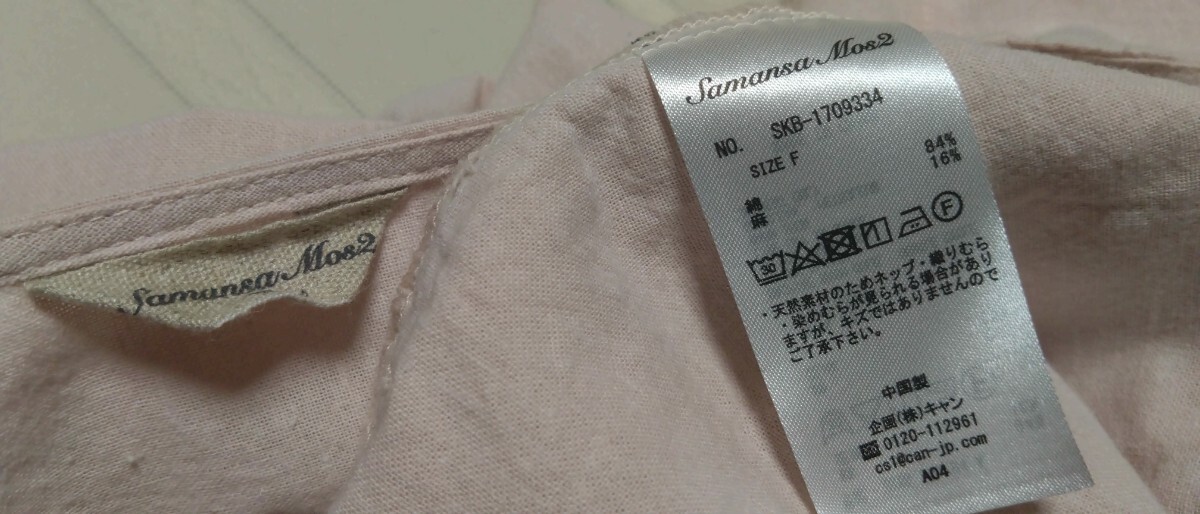 Samansa Mos2
Samansa Mos2
NO. SKB-1709334
SIZE F
綿 84%
麻 16%
30 F
・天然素材のためネップ・織りむら
・染めむらが見られる場合があり
ますが、キズではありませんので
ご了承下さい。
中国製
企画(株)キャン
0120-112961
cs1@can-jp.com
A04